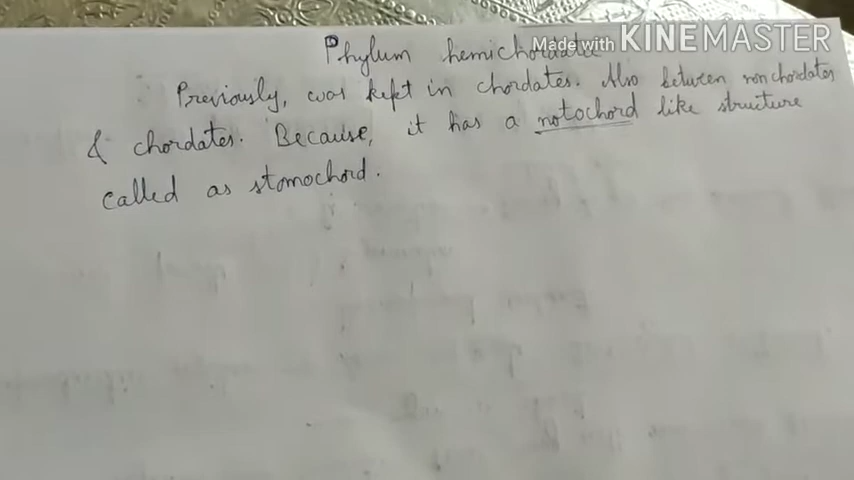 Phylum hemichordata
Made with KINEMASTER
Previously, was kept in chordates. Also between nonchordates
& chordates. Because, it has a notochord like structure
called as stomochord.